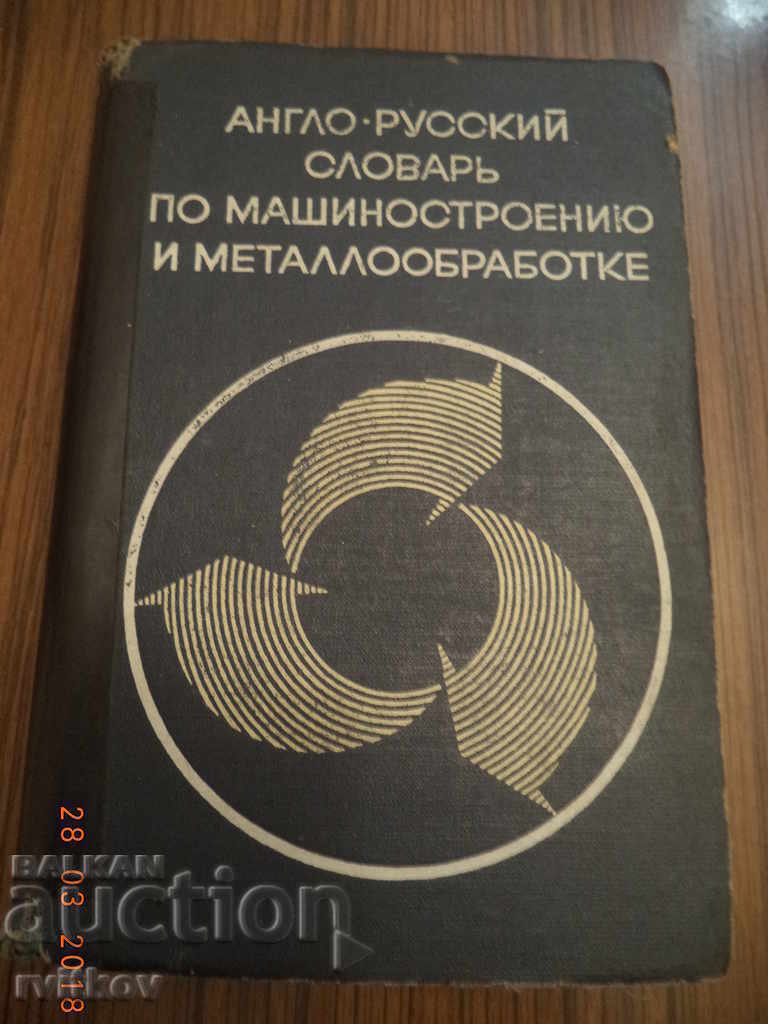 АНГЛО·РУССКИЙ
СЛОВАРЬ
ПО МАШИНОСТРОЕНИЮ
И МЕТАЛЛООБРАБОТКЕ
28 03 2018
BALKAN
auction